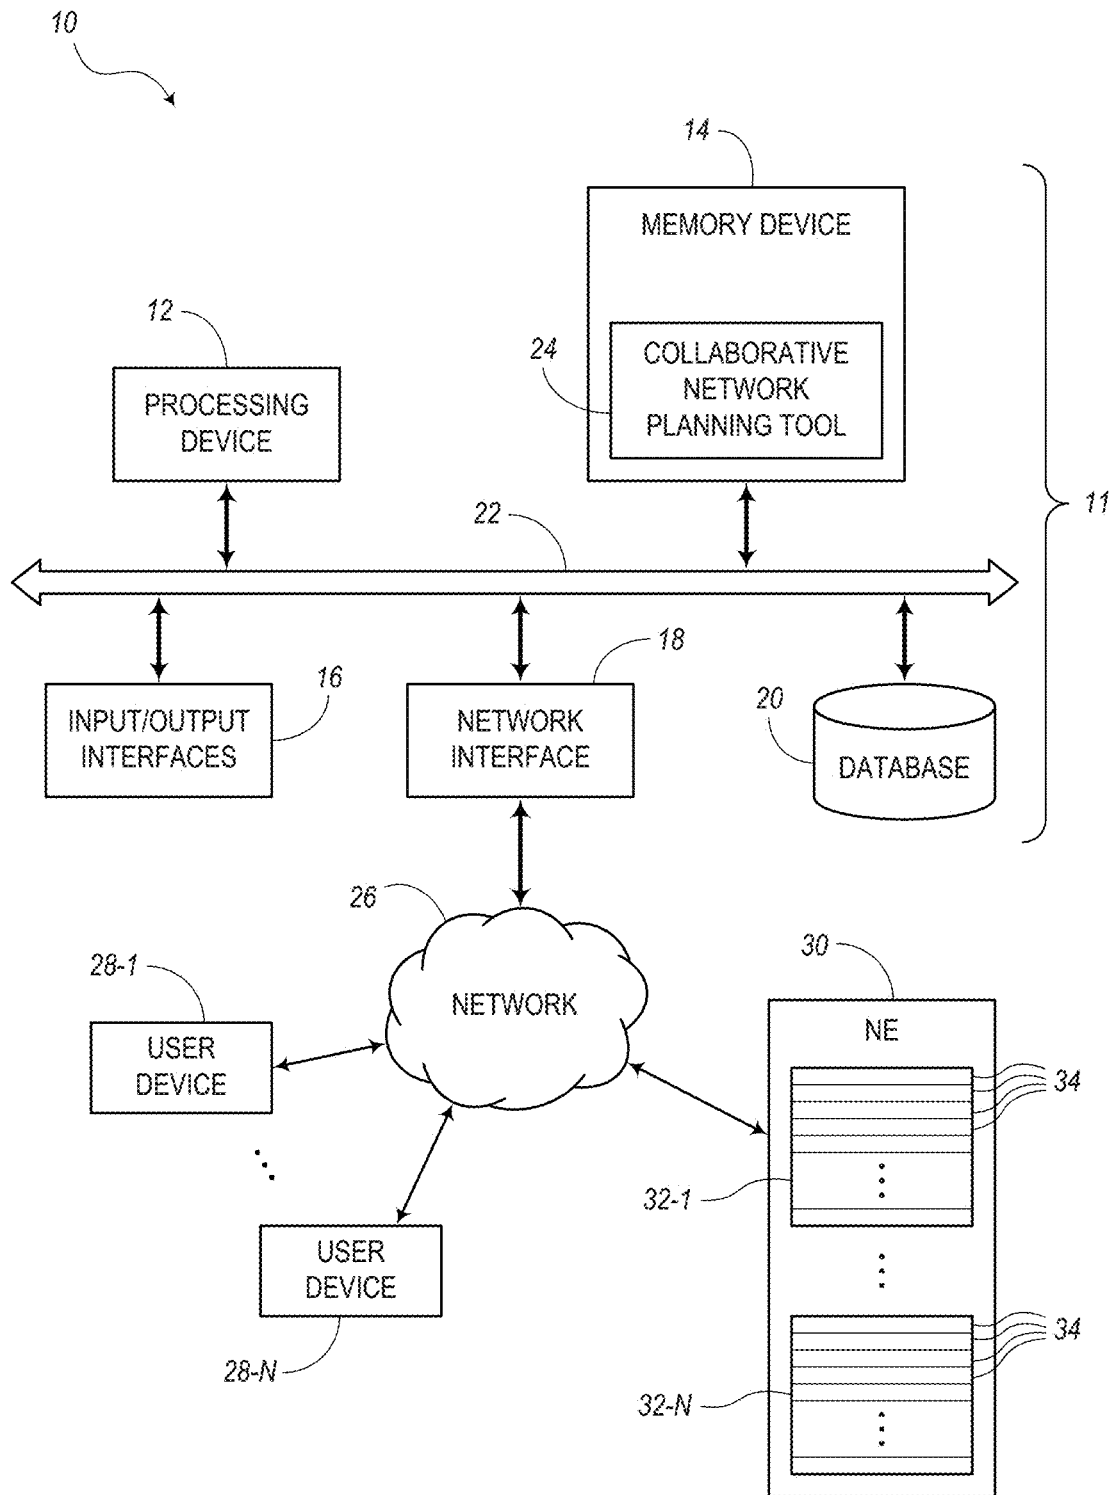 10
14
MEMORY DEVICE
12
24
COLLABORATIVE
NETWORK
PLANNING TOOL
PROCESSING
DEVICE
11
22
18
16
20
INPUT/OUTPUT
INTERFACES
NETWORK
INTERFACE
DATABASE
26
30
28-1
NETWORK
NE
USER
DEVICE
34
32-1
USER
DEVICE
34
28-N
32-N